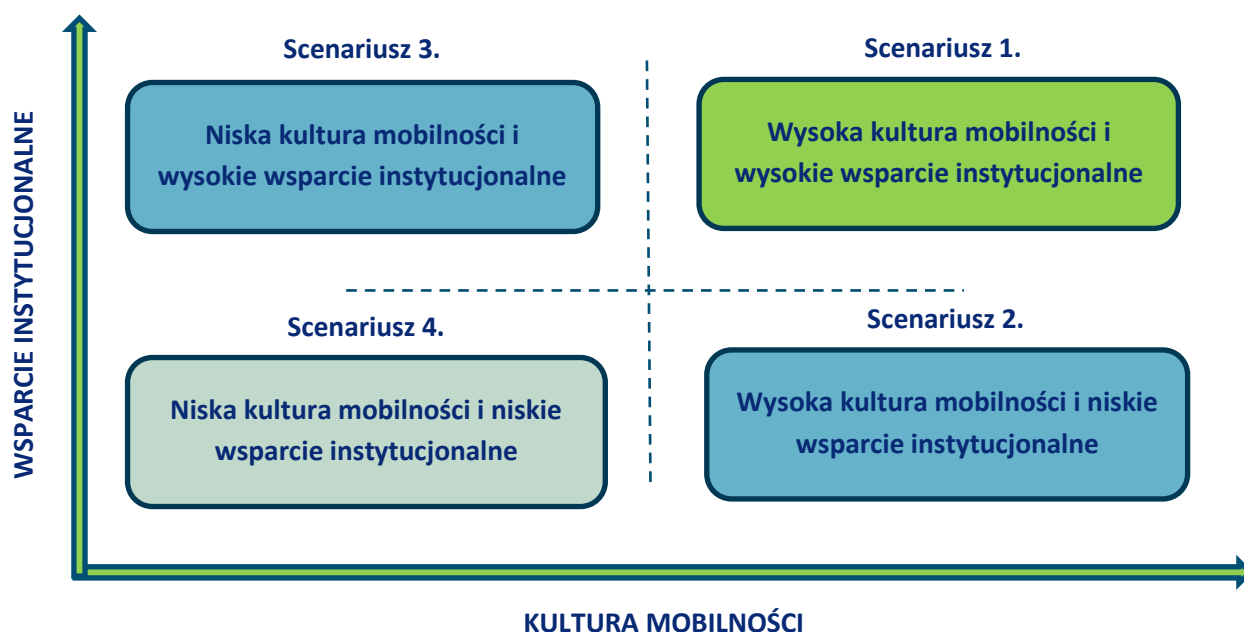 WSPARCIE INSTYTUCJONALNE
Scenariusz 3.
Niska kultura mobilności i
wysokie wsparcie instytucjonalne
Scenariusz 1.
Wysoka kultura mobilności i
wysokie wsparcie instytucjonalne
Scenariusz 4.
Niska kultura mobilności i niskie
wsparcie instytucjonalne
Scenariusz 2.
Wysoka kultura mobilności i niskie
wsparcie instytucjonalne
KULTURA MOBILNOŚCI